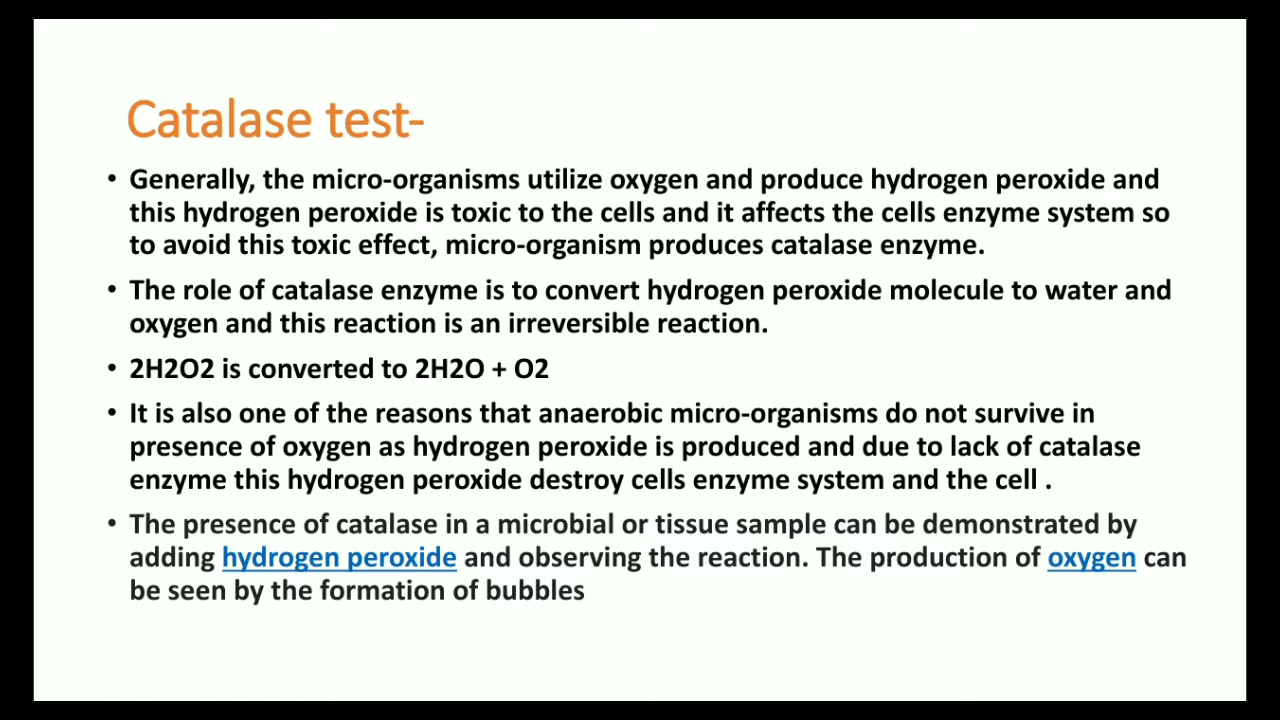 Catalase test-
• Generally, the micro-organisms utilize oxygen and produce hydrogen peroxide and
this hydrogen peroxide is toxic to the cells and it affects the cells enzyme system so
to avoid this toxic effect, micro-organism produces catalase enzyme.
• The role of catalase enzyme is to convert hydrogen peroxide molecule to water and
oxygen and this reaction is an irreversible reaction.
• 2H2O2 is converted to 2H2O + O2
• It is also one of the reasons that anaerobic micro-organisms do not survive in
presence of oxygen as hydrogen peroxide is produced and due to lack of catalase
enzyme this hydrogen peroxide destroy cells enzyme system and the cell .
• The presence of catalase in a microbial or tissue sample can be demonstrated by
adding hydrogen peroxide and observing the reaction. The production of oxygen can
be seen by the formation of bubbles